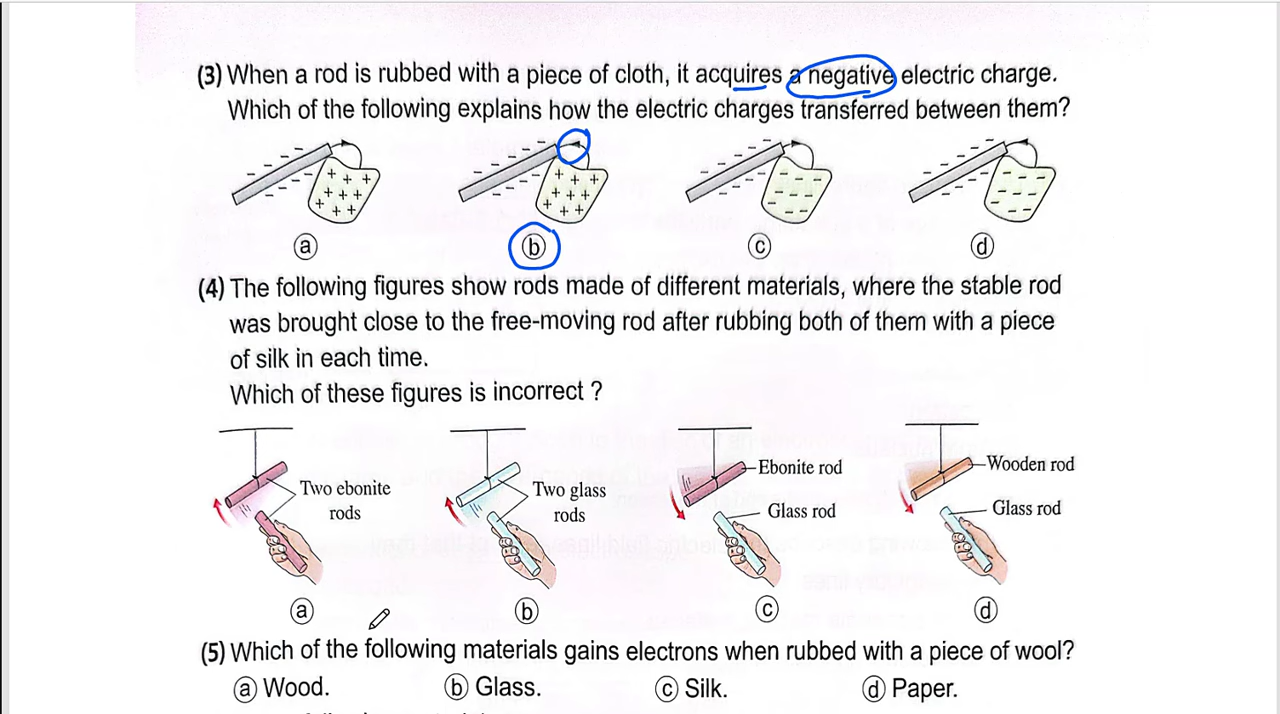 (3) When a rod is rubbed with a piece of cloth, it acquires a negative electric charge.
Which of the following explains how the electric charges transferred between them?
ⓐ ⓑ ⓒ ⓓ
(4) The following figures show rods made of different materials, where the stable rod
was brought close to the free-moving rod after rubbing both of them with a piece
of silk in each time.
Which of these figures is incorrect ?
Two ebonite
rods
Two glass
rods
Ebonite rod
Glass rod
Wooden rod
Glass rod
ⓐ ⓑ ⓒ ⓓ
(5) Which of the following materials gains electrons when rubbed with a piece of wool?
ⓐ Wood. ⓑ Glass. ⓒ Silk. ⓓ Paper.